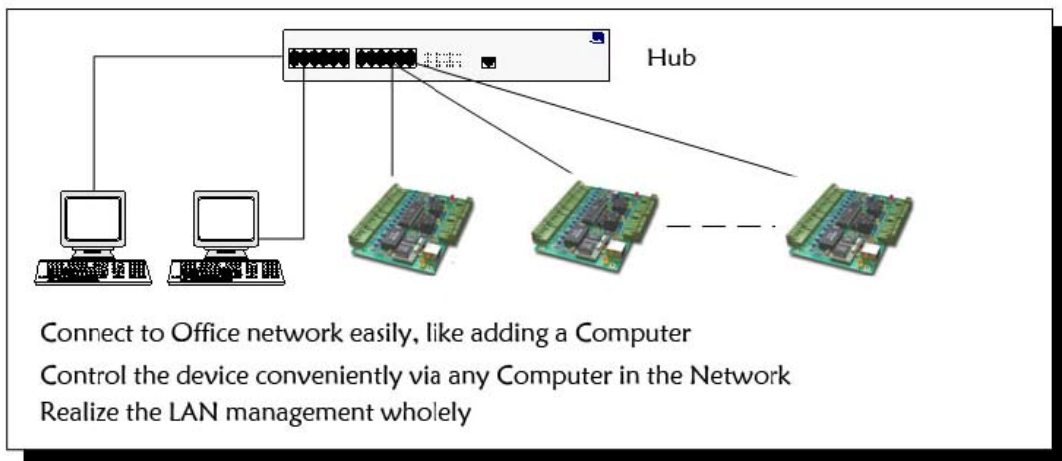 Hub
Connect to Office network easily, like adding a Computer
Control the device conveniently via any Computer in the Network
Realize the LAN management wholely